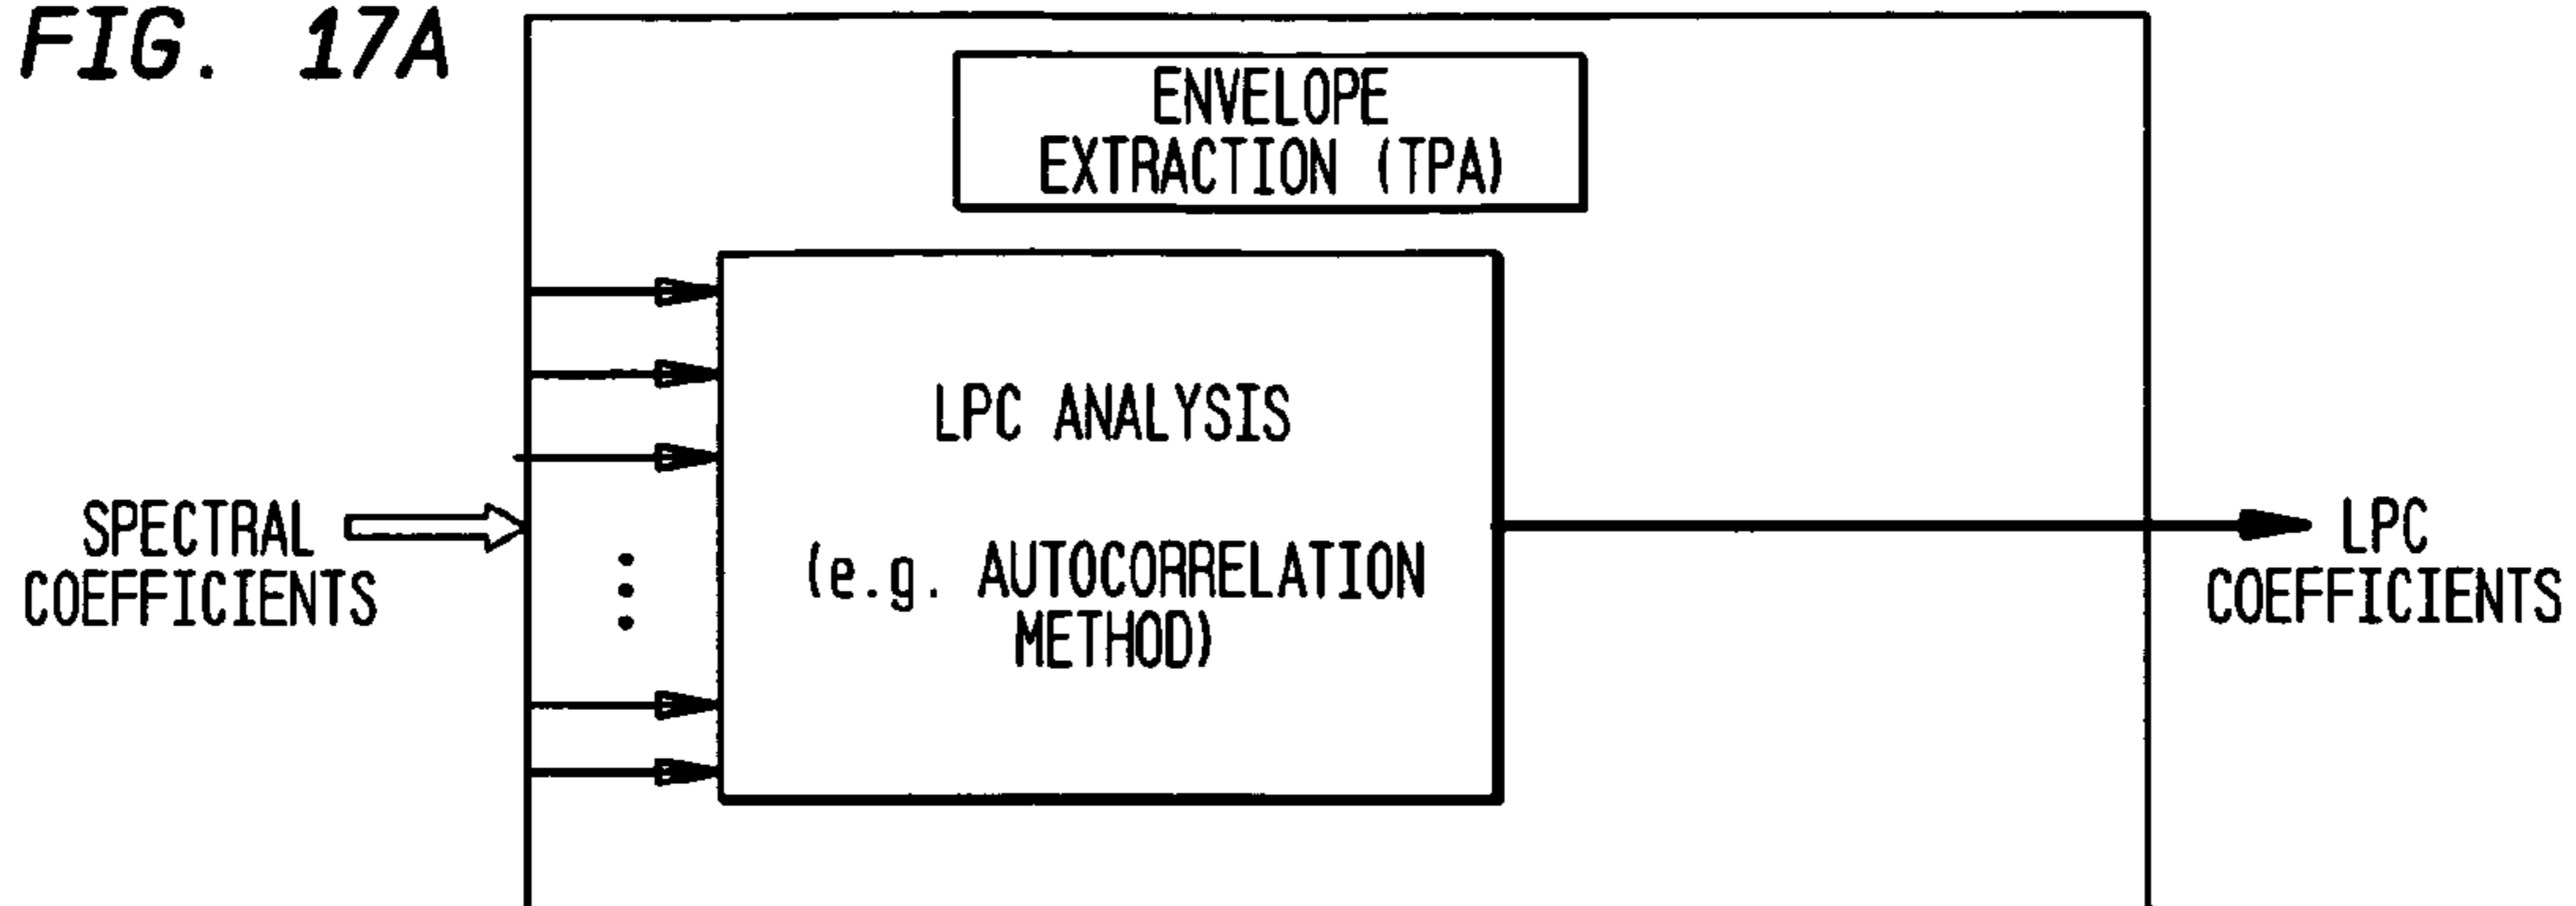 FIG. 17A
ENVELOPE
EXTRACTION (TPA)
LPC ANALYSIS
(e.g. AUTOCORRELATION
METHOD)
SPECTRAL
COEFFICIENTS
LPC
COEFFICIENTS